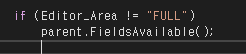 if (Editor_Area != "FULL")
parent.FieldsAvailable();